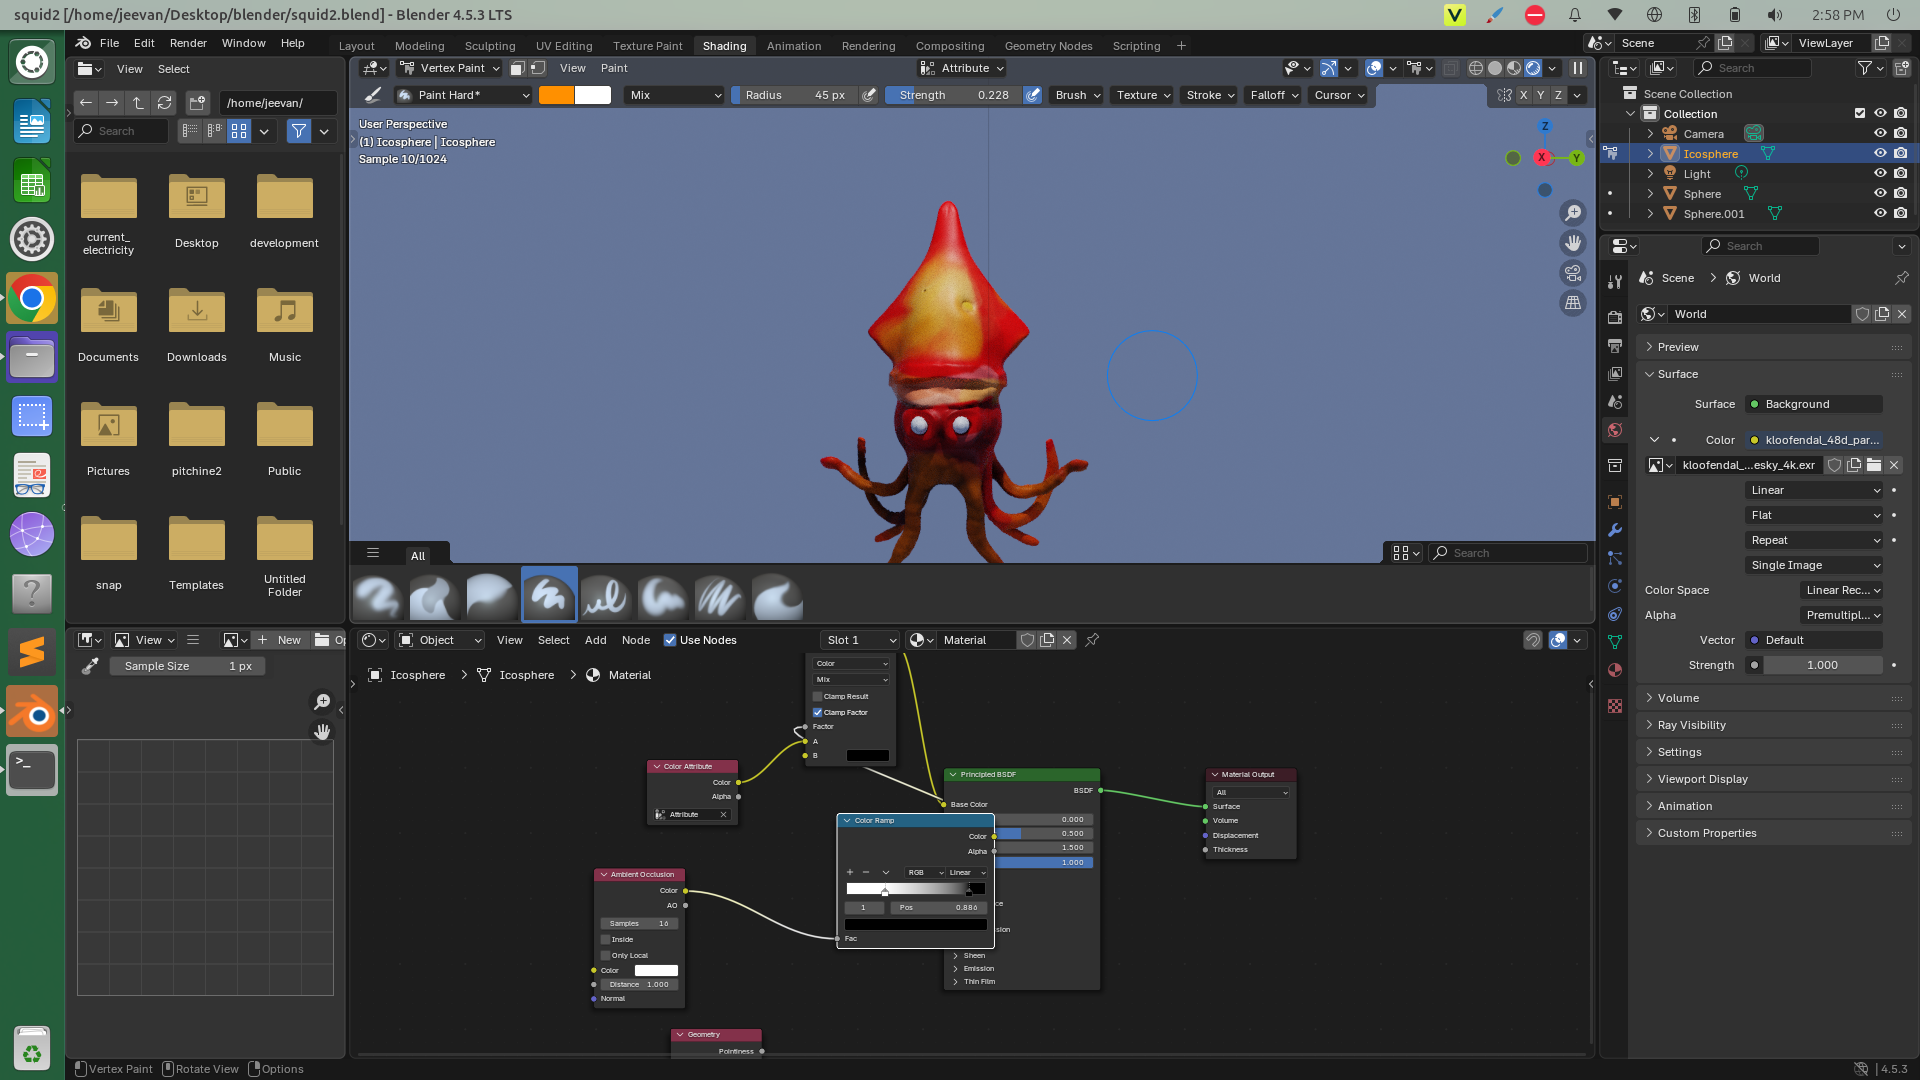 squid2 [/home/jeevan/Desktop/blender/squid2.blend] - Blender 4.5.3 LTS
2:58 PM
File Edit Render Window Help
Layout Modeling Sculpting UV Editing Texture Paint Shading Animation Rendering Compositing Geometry Nodes Scripting
Scene
ViewLayer
View Select
/home/jeevan/
Search
current_
electricity
Desktop
development
Documents
Downloads
Music
Pictures
pitchine2
Public
snap
Templates
Untitled
Folder
Vertex Paint View Paint
Attribute
Paint Hard*
Mix
Radius 45 px
Strength 0.228
Brush Texture Stroke Falloff Cursor
X Y Z
User Perspective
(1) Icosphere | Icosphere
Sample 10/1024
Z
X
Y
All
Search
View
New
Op
Sample Size 1 px
Object View Select Add Node Use Nodes
Slot 1
Material
Icosphere > Icosphere > Material
Color
Mix
Clamp Result
Clamp Factor
Factor
A
B
Color Attribute
Color
Alpha
Attribute
Ambient Occlusion
Color
AO
Samples 16
Inside
Only Local
Color
Distance 1.000
Normal
Geometry
Pointiness
Color Ramp
Color
Alpha
RGB Linear
1 Pos 0.886
Fac
Principled BSDF
BSDF
Base Color
0.000
0.500
1.500
1.000
ce
sion
Sheen
Emission
Thin Film
Material Output
All
Surface
Volume
Displacement
Thickness
Search
Scene Collection
Collection
Camera
Icosphere
Light
Sphere
Sphere.001
Search
Scene > World
World
Preview
Surface
Surface Background
Color kloofendal_48d_par...
kloofendal_...esky_4k.exr
Linear
Flat
Repeat
Single Image
Color Space Linear Rec...
Alpha Premultipl...
Vector Default
Strength 1.000
Volume
Ray Visibility
Settings
Viewport Display
Animation
Custom Properties
Vertex Paint Rotate View Options
4.5.3